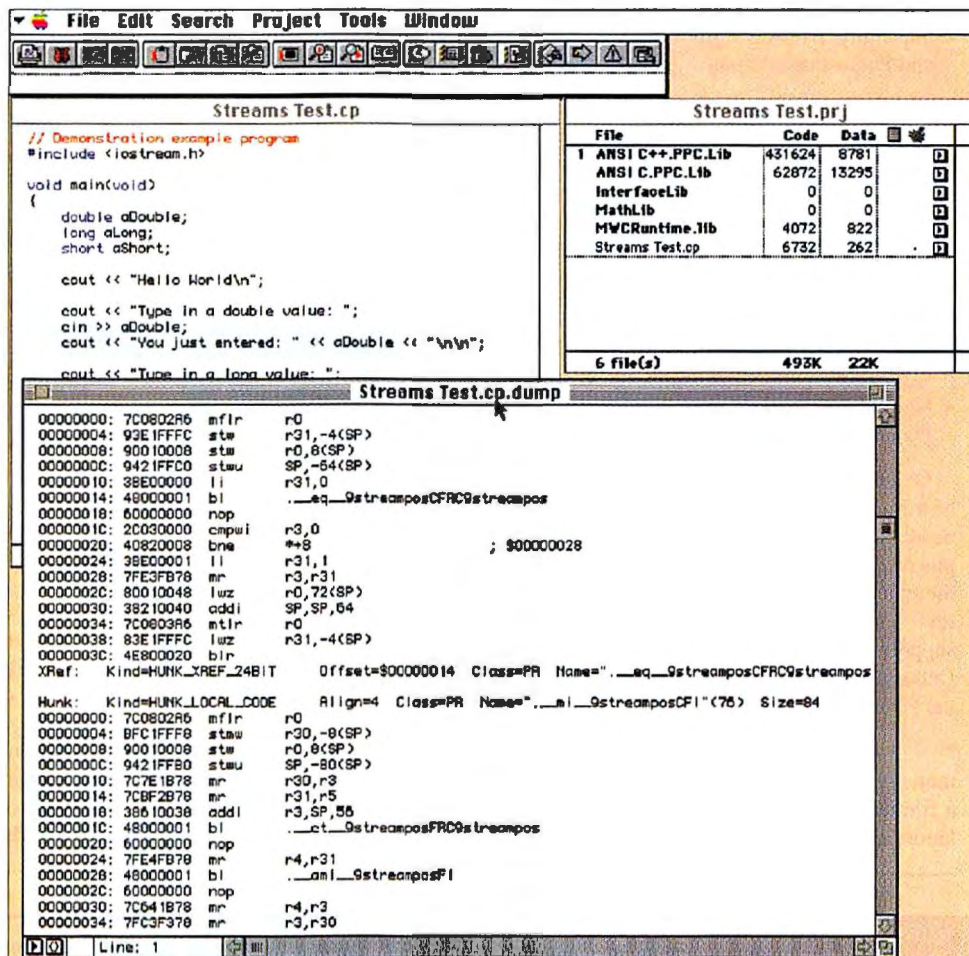 File Edit Search Project Tools Window
Streams Test.cp
// Demonstration example program
#include <iostream.h>
void main(void)
{
double aDouble;
long aLong;
short aShort;
cout << "Hello World\n";
cout << "Type in a double value: ";
cin >> aDouble;
cout << "You just entered: " << aDouble << "\n\n";
cout << "Type in a long value: ";
Streams Test.prj
File Code Data
1 ANSI C++.PPC.Lib 431624 8781
ANSI C.PPC.Lib 62872 13295
InterfaceLib 0 0
MathLib 0 0
MWCRuntime.lib 4072 822
Streams Test.cp 6732 262 •
6 file(s) 493K 22K
Streams Test.cp.dump
00000000: 7C0802A6 mflr r0
00000004: 93E1FFFC stw r31,-4(SP)
00000008: 90010008 stw r0,8(SP)
0000000C: 9421FFC0 stwu SP,-64(SP)
00000010: 3BE00000 li r31,0
00000014: 48000001 bl .__eq__9streamposCFRC9streampos
00000018: 60000000 nop
0000001C: 2C030000 cmpwi r3,0
00000020: 40820008 bne *+8 ; $00000028
00000024: 3BE00001 li r31,1
00000028: 7FE3FB78 mr r3,r31
0000002C: 80010048 lwz r0,72(SP)
00000030: 38210040 addi SP,SP,64
00000034: 7C0803A6 mtlr r0
00000038: 83E1FFFC lwz r31,-4(SP)
0000003C: 4E800020 blr
XRef: Kind=HUNK_XREF_24BIT Offset=$00000014 Class=PR Name=".__eq__9streamposCFRC9streampos
Hunk: Kind=HUNK_LOCAL_CODE Align=4 Class=PR Name=".__mi__9streamposCFl"(76) Size=84
00000000: 7C0802A6 mflr r0
00000004: BFC1FFF8 stmw r30,-8(SP)
00000008: 90010008 stw r0,8(SP)
0000000C: 9421FFB0 stwu SP,-80(SP)
00000010: 7C7E1B78 mr r30,r3
00000014: 7CBF2B78 mr r31,r5
00000018: 38610038 addi r3,SP,56
0000001C: 48000001 bl .__ct__9streamposFRC9streampos
00000020: 60000000 nop
00000024: 7FE4FB78 mr r4,r31
00000028: 48000001 bl .__ami__9streamposFl
0000002C: 60000000 nop
00000030: 7C641B78 mr r4,r3
00000034: 7FC3F378 mr r3,r30
Line: 1